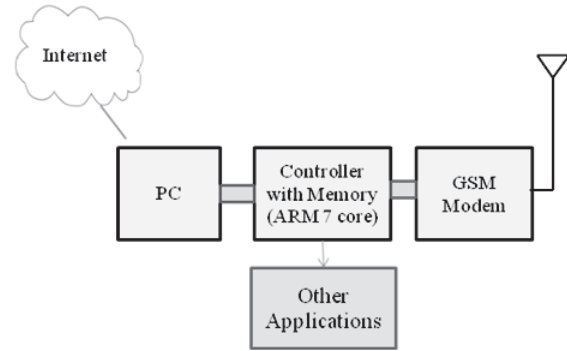 Internet
PC
Controller
with Memory
(ARM 7 core)
GSM
Modem
Other
Applications